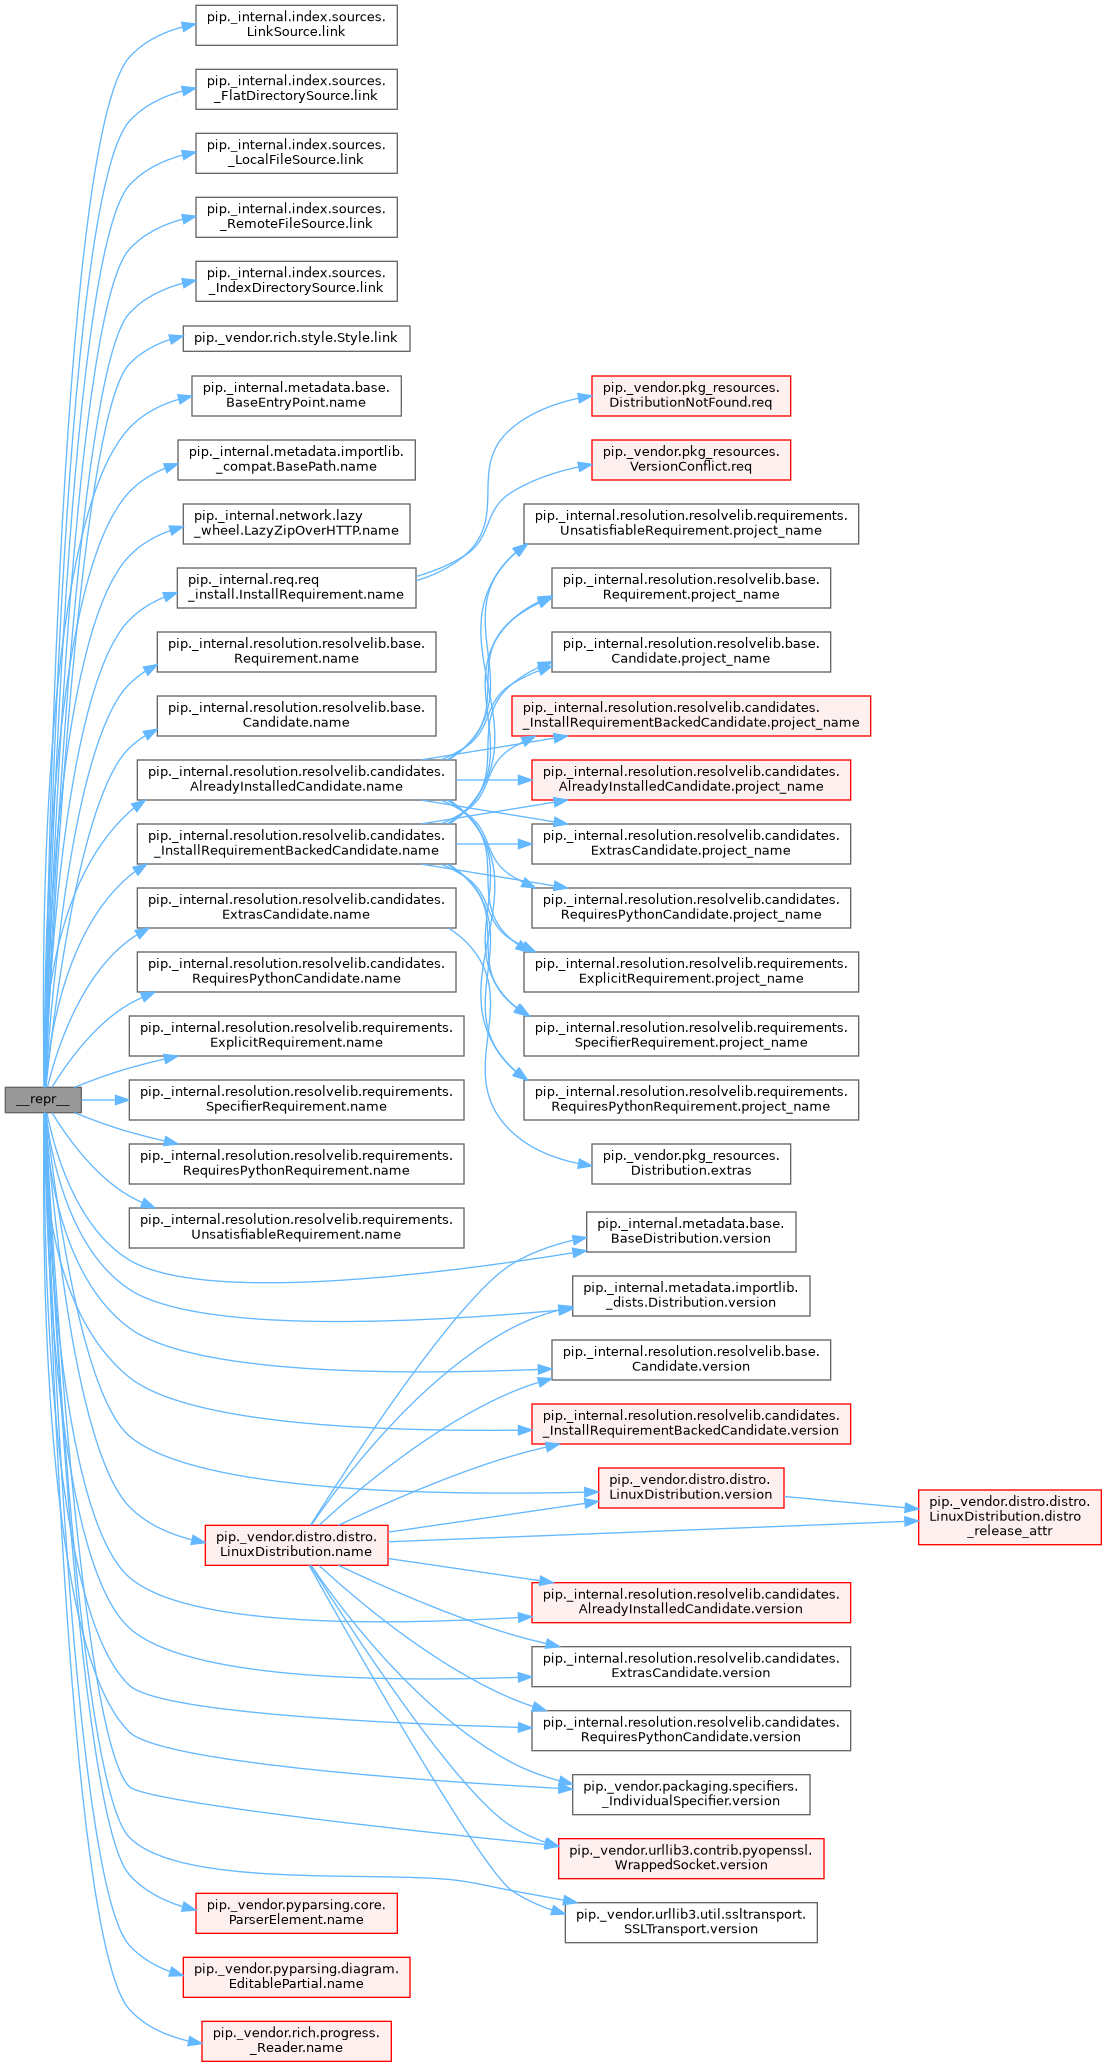 pip._internal.index.sources.
LinkSource.link
pip._internal.index.sources.
_FlatDirectorySource.link
pip._internal.index.sources.
_LocalFileSource.link
pip._internal.index.sources.
_RemoteFileSource.link
pip._internal.index.sources.
_IndexDirectorySource.link
pip._vendor.rich.style.Style.link
pip._internal.metadata.base.
BaseEntryPoint.name
pip._internal.metadata.importlib.
_compat.BasePath.name
pip._internal.network.lazy
_wheel.LazyZipOverHTTP.name
pip._internal.req.req
_install.InstallRequirement.name
pip._internal.resolution.resolvelib.base.
Requirement.name
pip._internal.resolution.resolvelib.base.
Candidate.name
pip._internal.resolution.resolvelib.candidates.
AlreadyInstalledCandidate.name
pip._internal.resolution.resolvelib.candidates.
_InstallRequirementBackedCandidate.name
pip._internal.resolution.resolvelib.candidates.
ExtrasCandidate.name
pip._internal.resolution.resolvelib.candidates.
RequiresPythonCandidate.name
pip._internal.resolution.resolvelib.requirements.
ExplicitRequirement.name
__repr__
pip._internal.resolution.resolvelib.requirements.
SpecifierRequirement.name
pip._internal.resolution.resolvelib.requirements.
RequiresPythonRequirement.name
pip._internal.resolution.resolvelib.requirements.
UnsatisfiableRequirement.name
pip._vendor.distro.distro.
LinuxDistribution.name
pip._vendor.pyparsing.core.
ParserElement.name
pip._vendor.pyparsing.diagram.
EditablePartial.name
pip._vendor.rich.progress.
_Reader.name
pip._vendor.pkg_resources.
DistributionNotFound.req
pip._vendor.pkg_resources.
VersionConflict.req
pip._internal.resolution.resolvelib.requirements.
UnsatisfiableRequirement.project_name
pip._internal.resolution.resolvelib.base.
Requirement.project_name
pip._internal.resolution.resolvelib.base.
Candidate.project_name
pip._internal.resolution.resolvelib.candidates.
_InstallRequirementBackedCandidate.project_name
pip._internal.resolution.resolvelib.candidates.
AlreadyInstalledCandidate.project_name
pip._internal.resolution.resolvelib.candidates.
ExtrasCandidate.project_name
pip._internal.resolution.resolvelib.candidates.
RequiresPythonCandidate.project_name
pip._internal.resolution.resolvelib.requirements.
ExplicitRequirement.project_name
pip._internal.resolution.resolvelib.requirements.
SpecifierRequirement.project_name
pip._internal.resolution.resolvelib.requirements.
RequiresPythonRequirement.project_name
pip._vendor.pkg_resources.
Distribution.extras
pip._internal.metadata.base.
BaseDistribution.version
pip._internal.metadata.importlib.
_dists.Distribution.version
pip._internal.resolution.resolvelib.base.
Candidate.version
pip._internal.resolution.resolvelib.candidates.
_InstallRequirementBackedCandidate.version
pip._vendor.distro.distro.
LinuxDistribution.version
pip._vendor.distro.distro.
LinuxDistribution.distro
_release_attr
pip._internal.resolution.resolvelib.candidates.
AlreadyInstalledCandidate.version
pip._internal.resolution.resolvelib.candidates.
ExtrasCandidate.version
pip._internal.resolution.resolvelib.candidates.
RequiresPythonCandidate.version
pip._vendor.packaging.specifiers.
_IndividualSpecifier.version
pip._vendor.urllib3.contrib.pyopenssl.
WrappedSocket.version
pip._vendor.urllib3.util.ssltransport.
SSLTransport.version